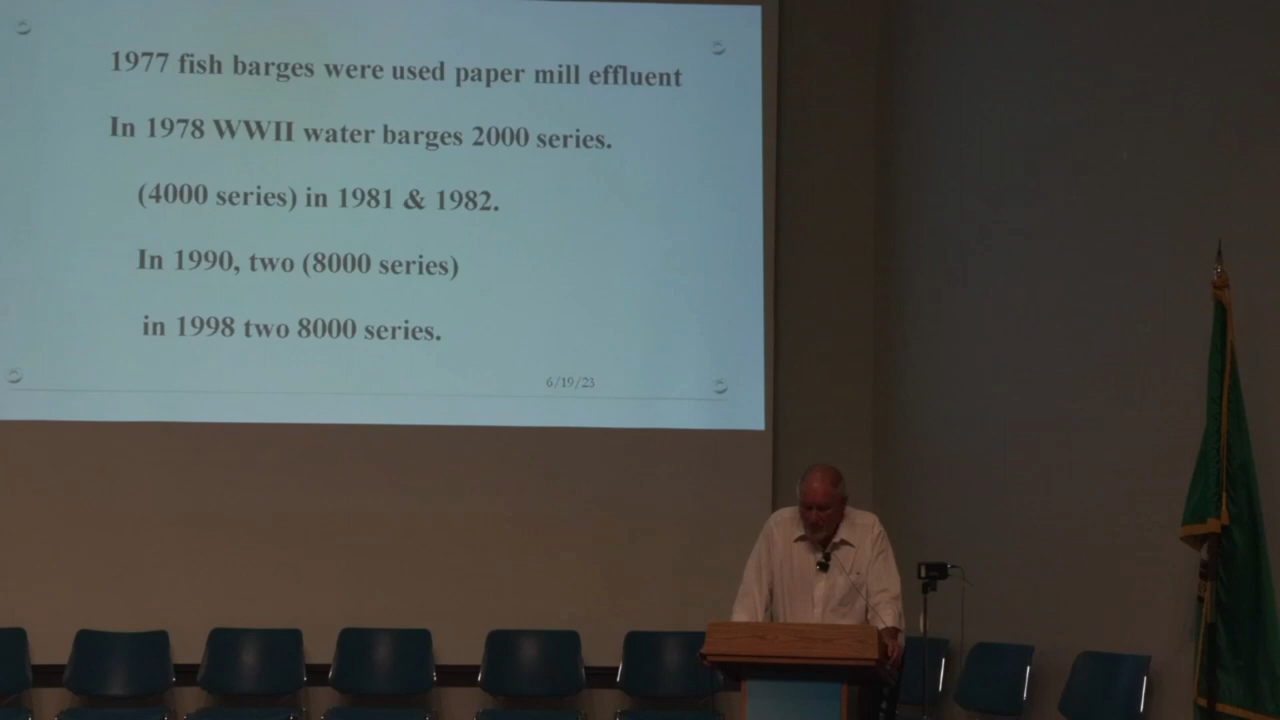 1977 fish barges were used paper mill effluent
In 1978 WWII water barges 2000 series.
(4000 series) in 1981 & 1982.
In 1990, two (8000 series)
in 1998 two 8000 series.
6/19/23